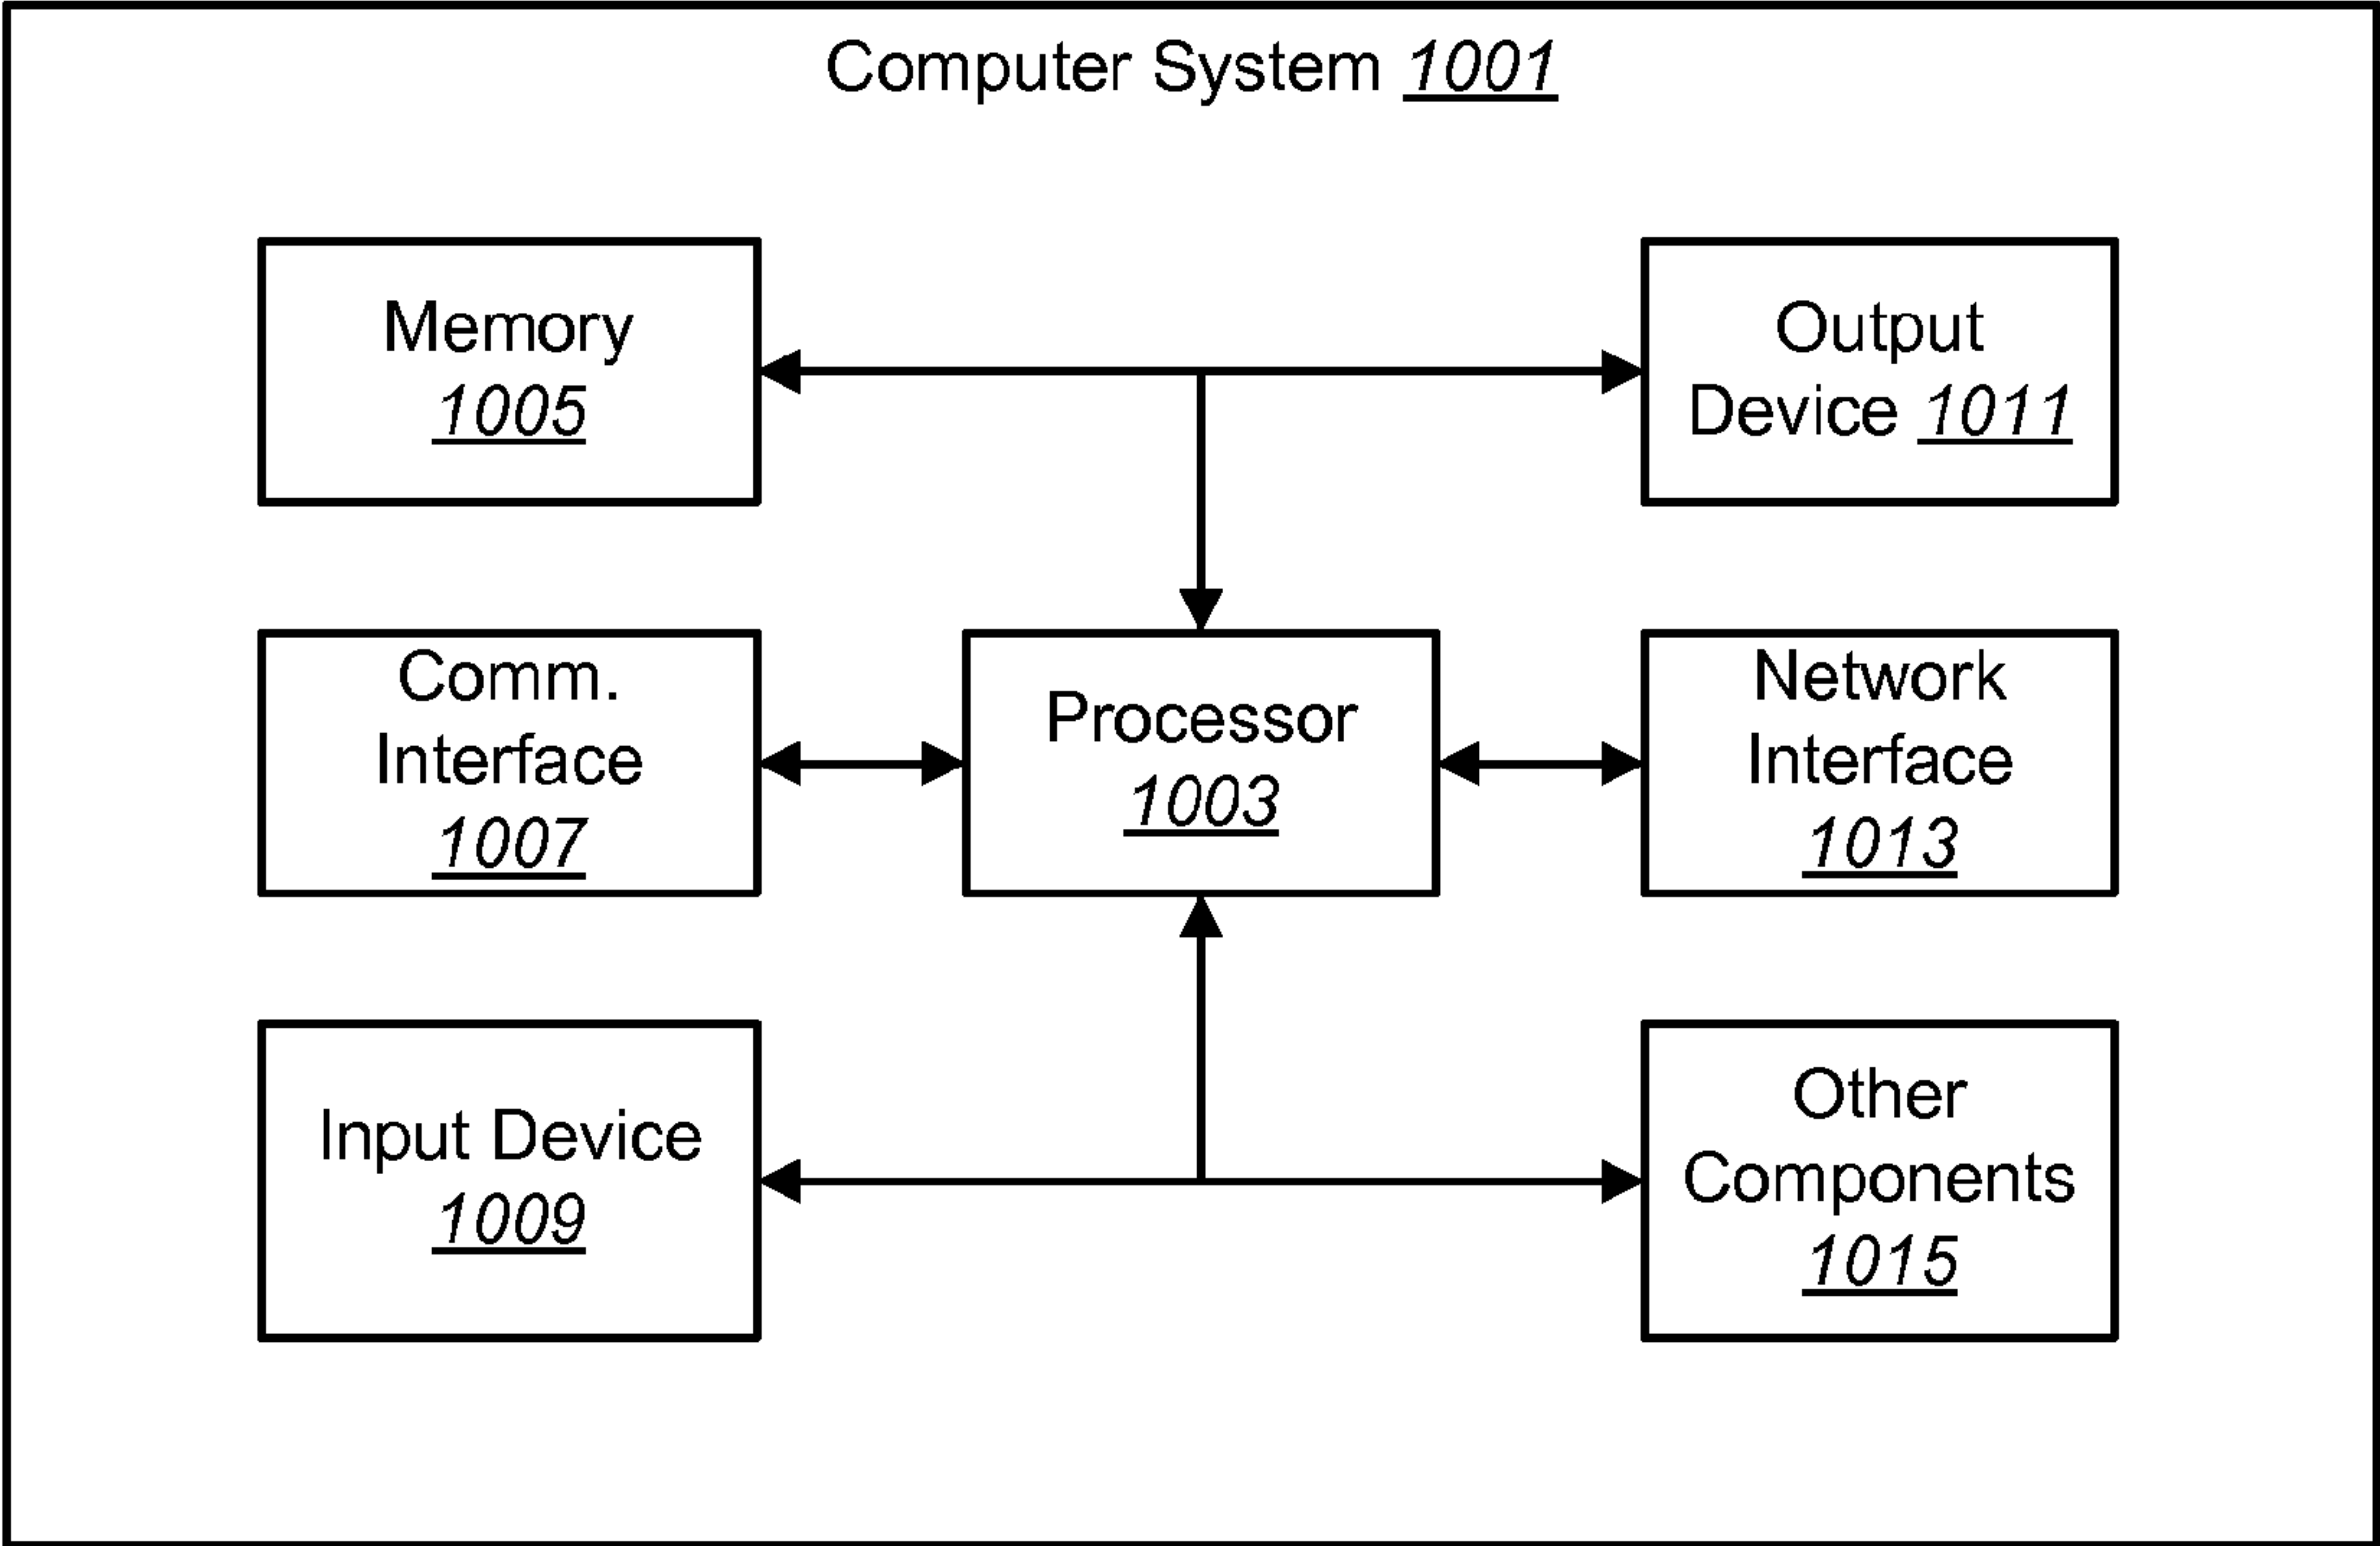 Computer System 1001
Memory
1005
Output
Device 1011
Comm.
Interface
1007
Processor
1003
Network
Interface
1013
Input Device
1009
Other
Components
1015